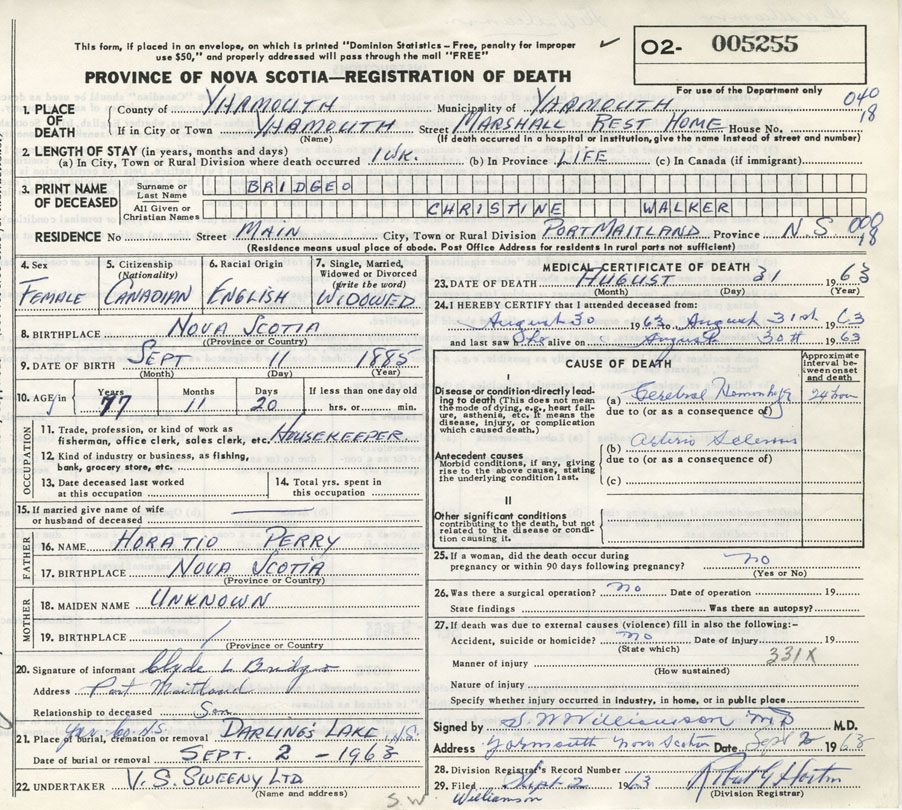 This form, if placed in an envelope, on which is printed "Dominion Statistics – Free, penalty for improper
use $50," and properly addressed will pass through the mail "FREE"
✓
O2- 005255
PROVINCE OF NOVA SCOTIA—REGISTRATION OF DEATH
For use of the Department only
1. PLACE OF DEATH County of YARMOUTH Municipality of YARMOUTH 040
If in City or Town YARMOUTH Street MARSHALL REST HOME House No. 18
(Name) (If death occurred in a hospital or institution, give the name instead of street and number)
2. LENGTH OF STAY (in years, months and days)
(a) In City, Town or Rural Division where death occurred 1 WK. (b) In Province LIFE (c) In Canada (if immigrant)
3. PRINT NAME OF DECEASED Surname or Last Name BRIDGEO
All Given or Christian Names CHRISTINE WALKER
RESIDENCE No Street MAIN City, Town or Rural Division PORT MAITLAND Province N.S 000 18
(Residence means usual place of abode. Post Office Address for residents in rural parts not sufficient)
4. Sex FEMALE
5. Citizenship (Nationality) CANADIAN
6. Racial Origin ENGLISH
7. Single, Married, Widowed or Divorced (write the word) WIDOWED
8. BIRTHPLACE NOVA SCOTIA
(Province or Country)
9. DATE OF BIRTH SEPT 11 1885
(Month) (Day) (Year)
10. AGE in Years 77 Months 11 Days 20 If less than one day old hrs. or min.
OCCUPATION
11. Trade, profession or kind of work as
fisherman, office clerk, sales clerk, etc. HOUSEKEEPER
12. Kind of industry or business, as fishing,
bank, grocery store, etc.
13. Date deceased last worked at this occupation
14. Total yrs. spent in this occupation
15. If married give name of wife
or husband of deceased
FATHER
16. NAME HORATIO PERRY
17. BIRTHPLACE NOVA SCOTIA
(Province or Country)
MOTHER
18. MAIDEN NAME UNKNOWN
19. BIRTHPLACE
(Province or Country)
20. Signature of informant Clyde L Bridgeo
Address Port Maitland
Relationship to deceased Son
Yar. Co. N.S.
21. Place of burial, cremation or removal DARLING'S LAKE N.S.
Date of burial or removal SEPT. 2 - 1963
22. UNDERTAKER V. S. SWEENY LTD
(Name and address)
S.W
MEDICAL CERTIFICATE OF DEATH
23. DATE OF DEATH AUGUST 31 1963
(Month) (Day) (Year)
24. I HEREBY CERTIFY that I attended deceased from:
August 30 1963 to August 31st 63
and last saw She alive on August 30th 1963
CAUSE OF DEATH
Approximate interval between onset and death
I
Disease or condition directly leading to death (This does not mean the mode of dying, e.g., heart failure, asthenia, etc. It means the disease, injury, or complication which caused death.)
(a) Cerebral Hemorrhage 24 hour
due to (or as a consequence of)
Antecedent causes
Morbid conditions, if any, giving rise to the above cause, stating the underlying condition last.
(b) Arterio Sclerosis
due to (or as a consequence of)
(c)
II
Other significant conditions
contributing to the death, but not related to the disease or condition causing it.
25. If a woman, did the death occur during
pregnancy or within 90 days following pregnancy? no
(Yes or No)
26. Was there a surgical operation? no Date of operation 19
State findings Was there an autopsy?
27. If death was due to external causes (violence) fill in also the following:-
Accident, suicide or homicide? no Date of injury 19
(State which)
331X
Manner of injury
(How sustained)
Nature of injury
Specify whether injury occurred in industry, in home, or in public place
Signed by S. W Williamson MD M.D.
Address Yarmouth Nova Scotia Date Sept 2 1963
28. Division Registrar's Record Number
29. Filed Sept 2 1963 Robert G Horton
Williamson (Division Registrar)